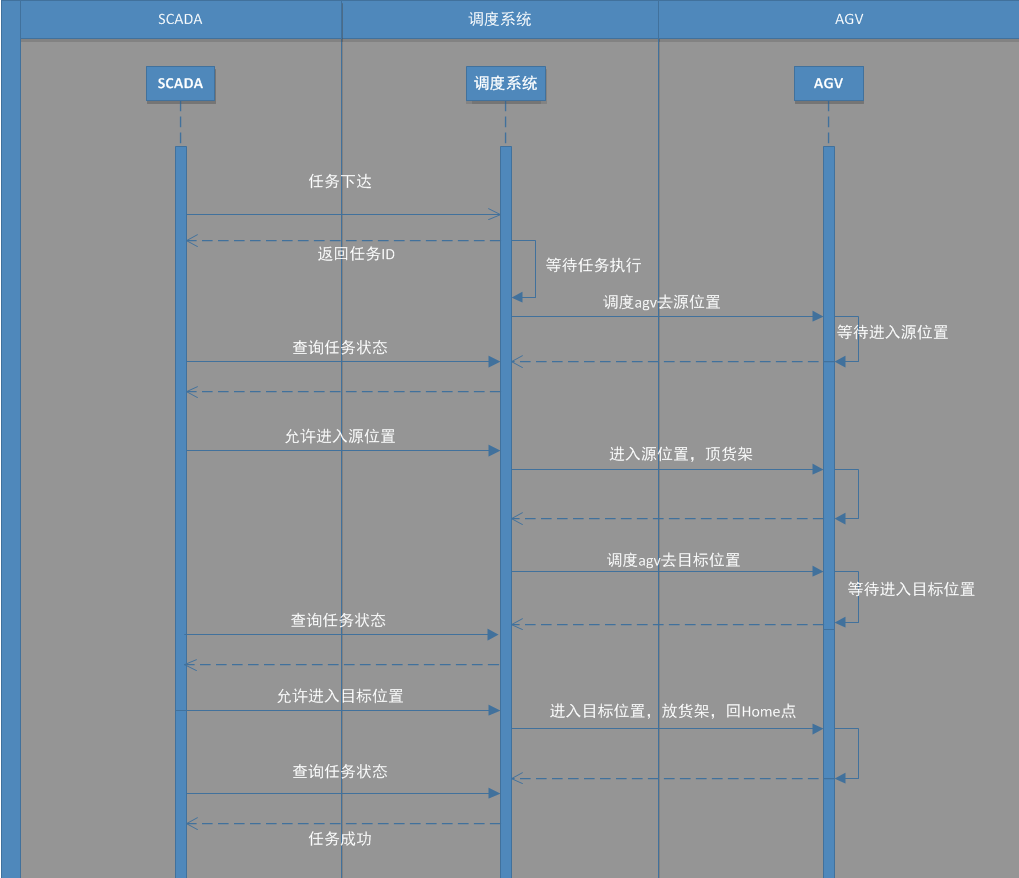 SCADA
调度系统
AGV
SCADA
调度系统
AGV
任务下达
返回任务ID
等待任务执行
调度agv去源位置
等待进入源位置
查询任务状态
允许进入源位置
进入源位置，顶货架
调度agv去目标位置
等待进入目标位置
查询任务状态
允许进入目标位置
进入目标位置，放货架，回Home点
查询任务状态
任务成功